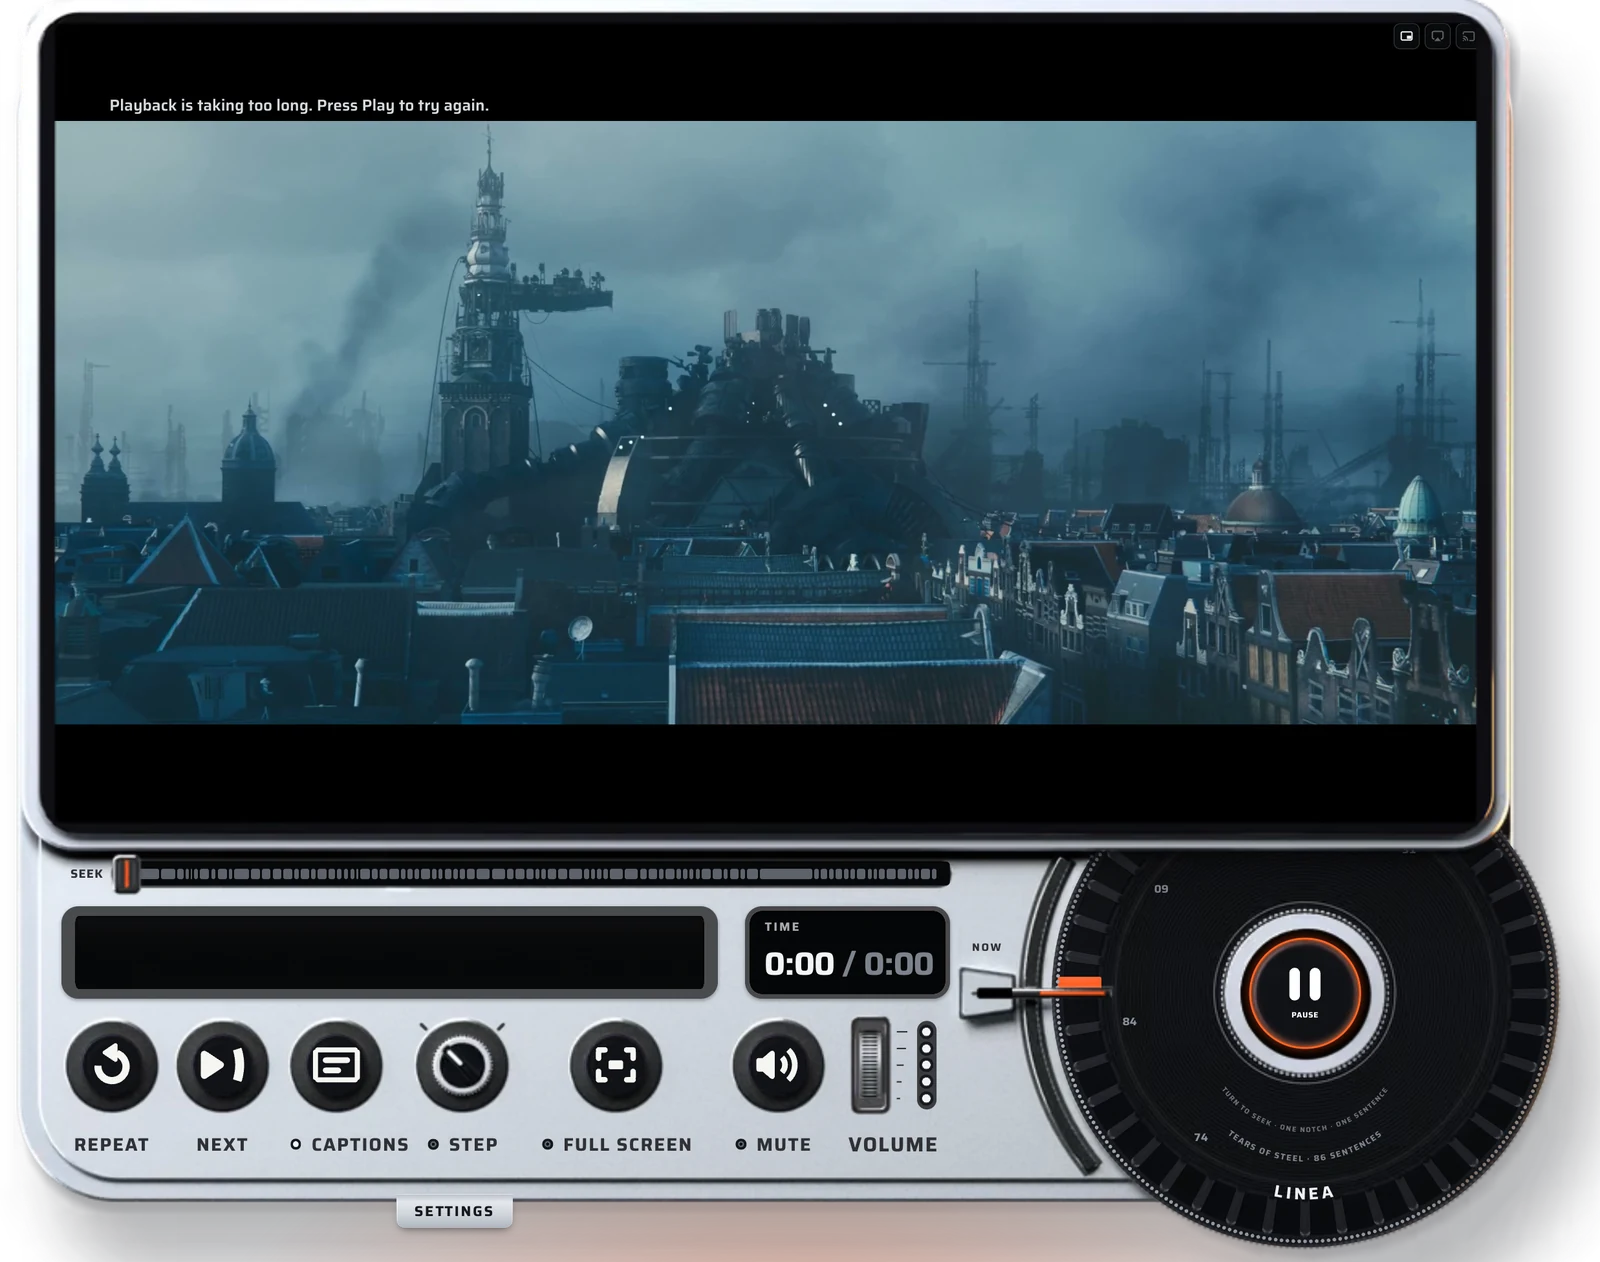 Playback is taking too long. Press Play to try again.
SEEK
TIME
0:00 / 0:00
NOW
09
84
74
PAUSE
TURN TO SEEK · ONE NOTCH · ONE SENTENCE
TEARS OF STEEL · 86 SENTENCES
LINEA
REPEAT
NEXT
CAPTIONS
STEP
FULL SCREEN
MUTE
VOLUME
SETTINGS